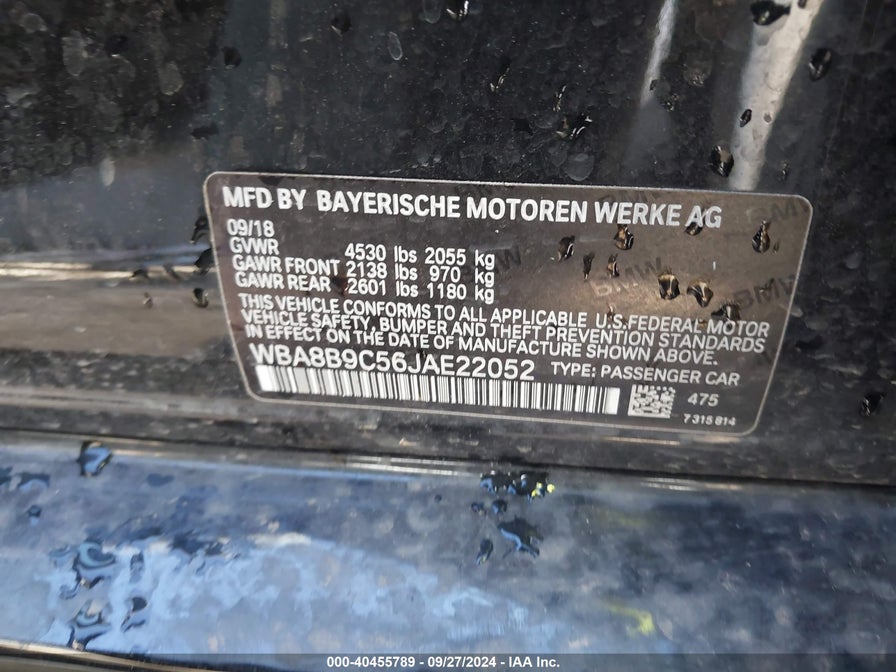 MFD BY BAYERISCHE MOTOREN WERKE AG
09/18
GVWR 4530 lbs 2055 kg
GAWR FRONT 2138 lbs 970 kg
GAWR REAR 2601 lbs 1180 kg
THIS VEHICLE CONFORMS TO ALL APPLICABLE U.S.FEDERAL MOTOR
VEHICLE SAFETY, BUMPER AND THEFT PREVENTION STANDARDS
IN EFFECT ON THE DATE OF MANUFACTURE SHOWN ABOVE.
WBA8B9C56JAE22052 TYPE: PASSENGER CAR
475
7315814
BMW
BMW
000-40455789 - 09/27/2024 - IAA Inc.